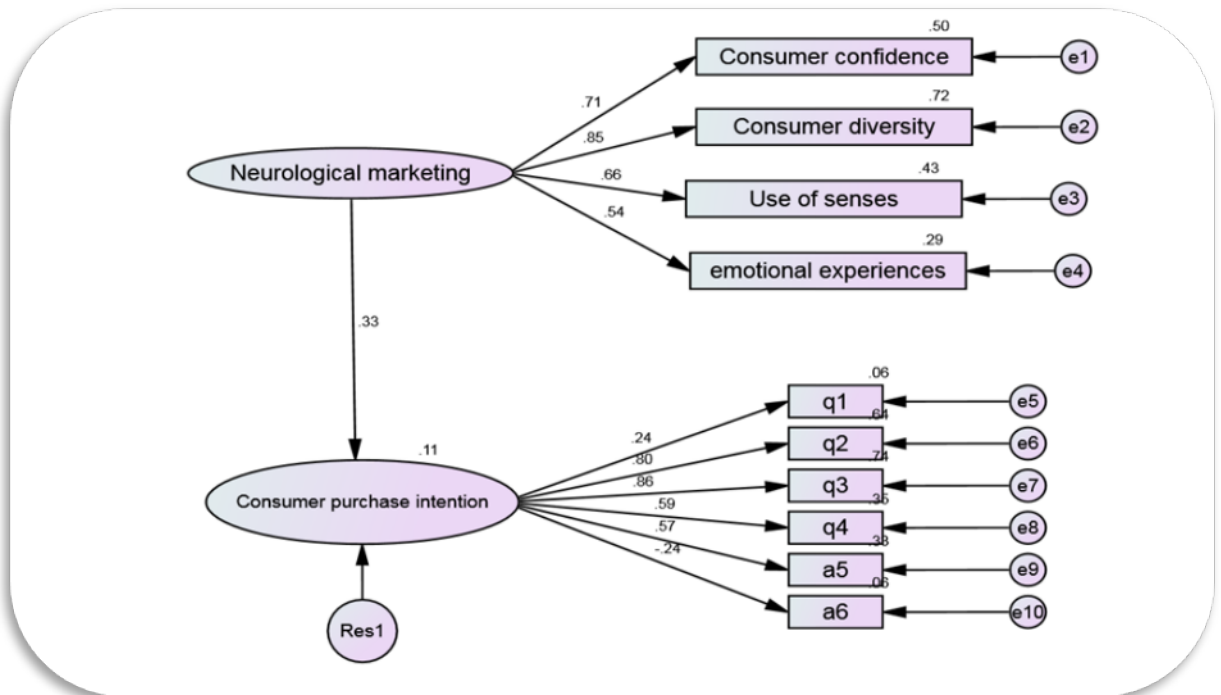 .50
Consumer confidence
e1
.71
.72
Consumer diversity
e2
.85
Neurological marketing
.66
.43
Use of senses
e3
.54
.29
emotional experiences
e4
.33
.06
q1
e5
.64
.24
q2
e6
.80
.74
.11
.86
q3
e7
Consumer purchase intention
.35
.59
q4
e8
.57
.33
-.24
a5
e9
.06
a6
e10
Res1